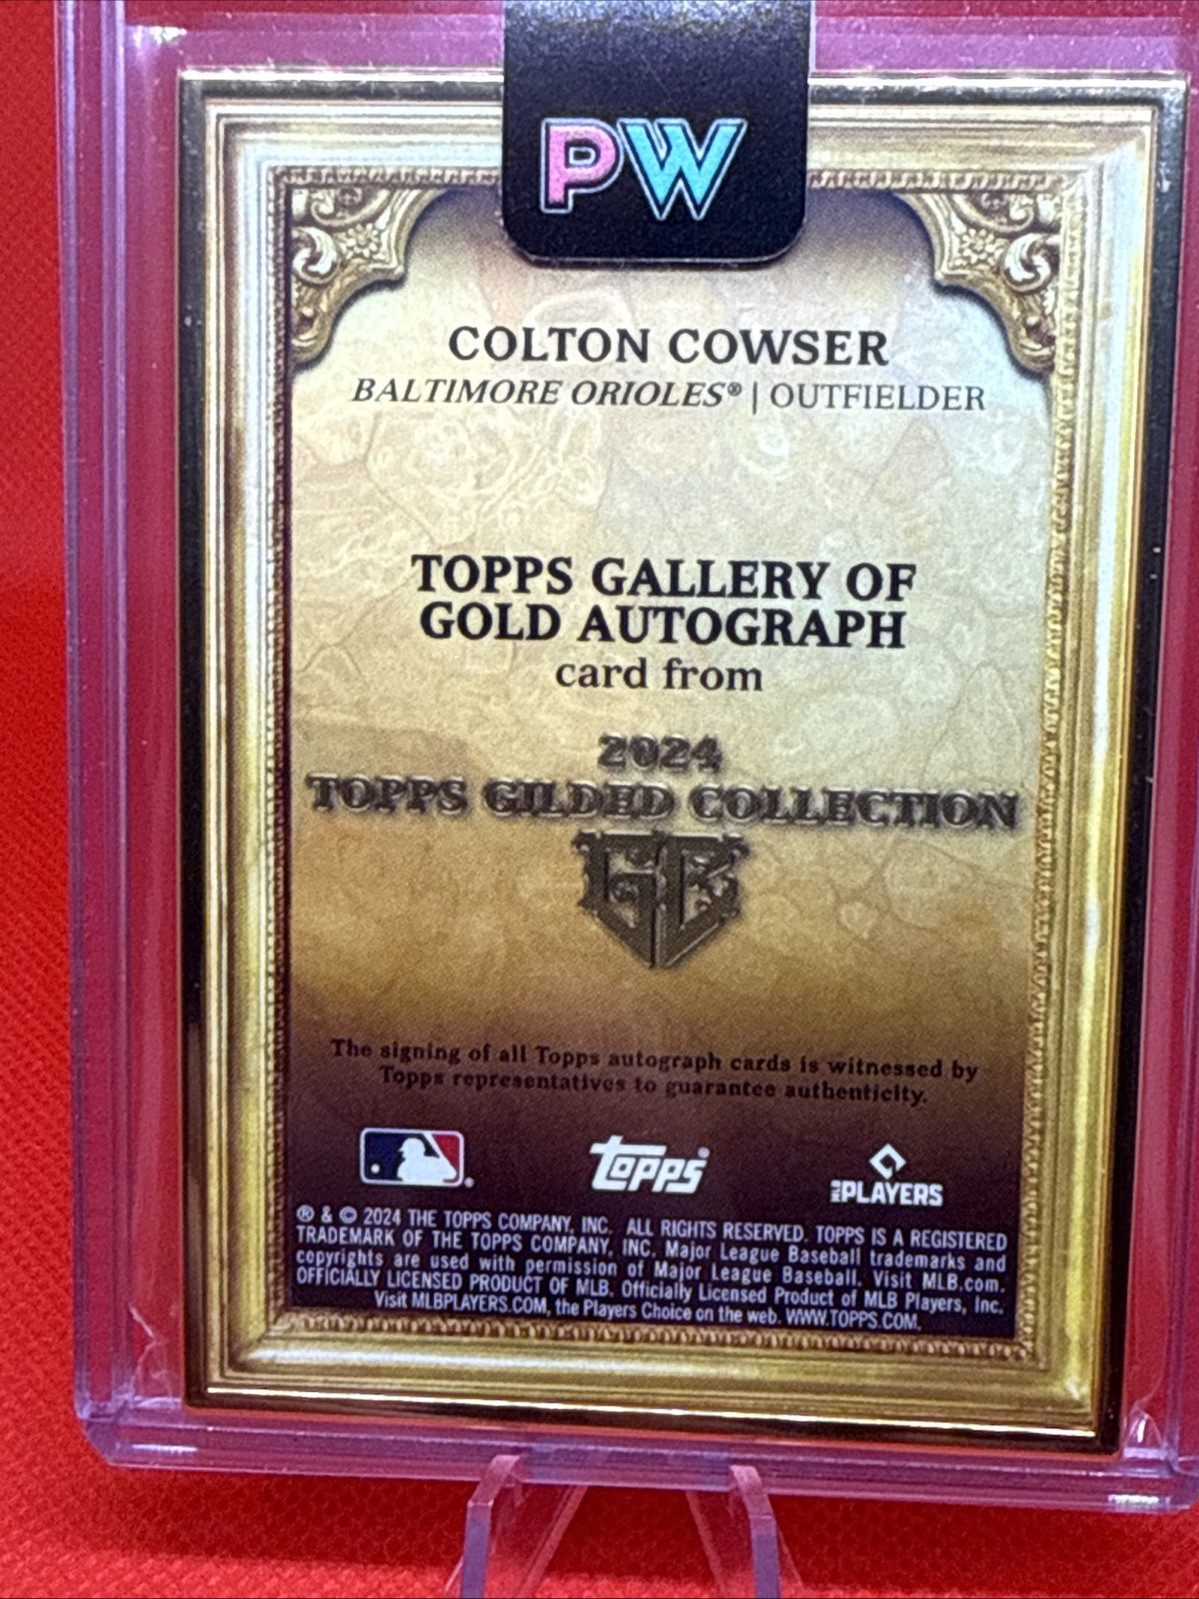 PW
COLTON COWSER
BALTIMORE ORIOLES® | OUTFIELDER
TOPPS GALLERY OF
GOLD AUTOGRAPH
card from
2024
TOPPS GILDED COLLECTION
GC
The signing of all Topps autograph cards is witnessed by
Topps representatives to guarantee authenticity.
topps®
MLB PLAYERS
® & © 2024 THE TOPPS COMPANY, INC. ALL RIGHTS RESERVED. TOPPS IS A REGISTERED
TRADEMARK OF THE TOPPS COMPANY, INC. Major League Baseball trademarks and
copyrights are used with permission of Major League Baseball. Visit MLB.com.
OFFICIALLY LICENSED PRODUCT OF MLB. Officially Licensed Product of MLB Players, Inc.
Visit MLBPLAYERS.COM, the Players Choice on the web. WWW.TOPPS.COM.